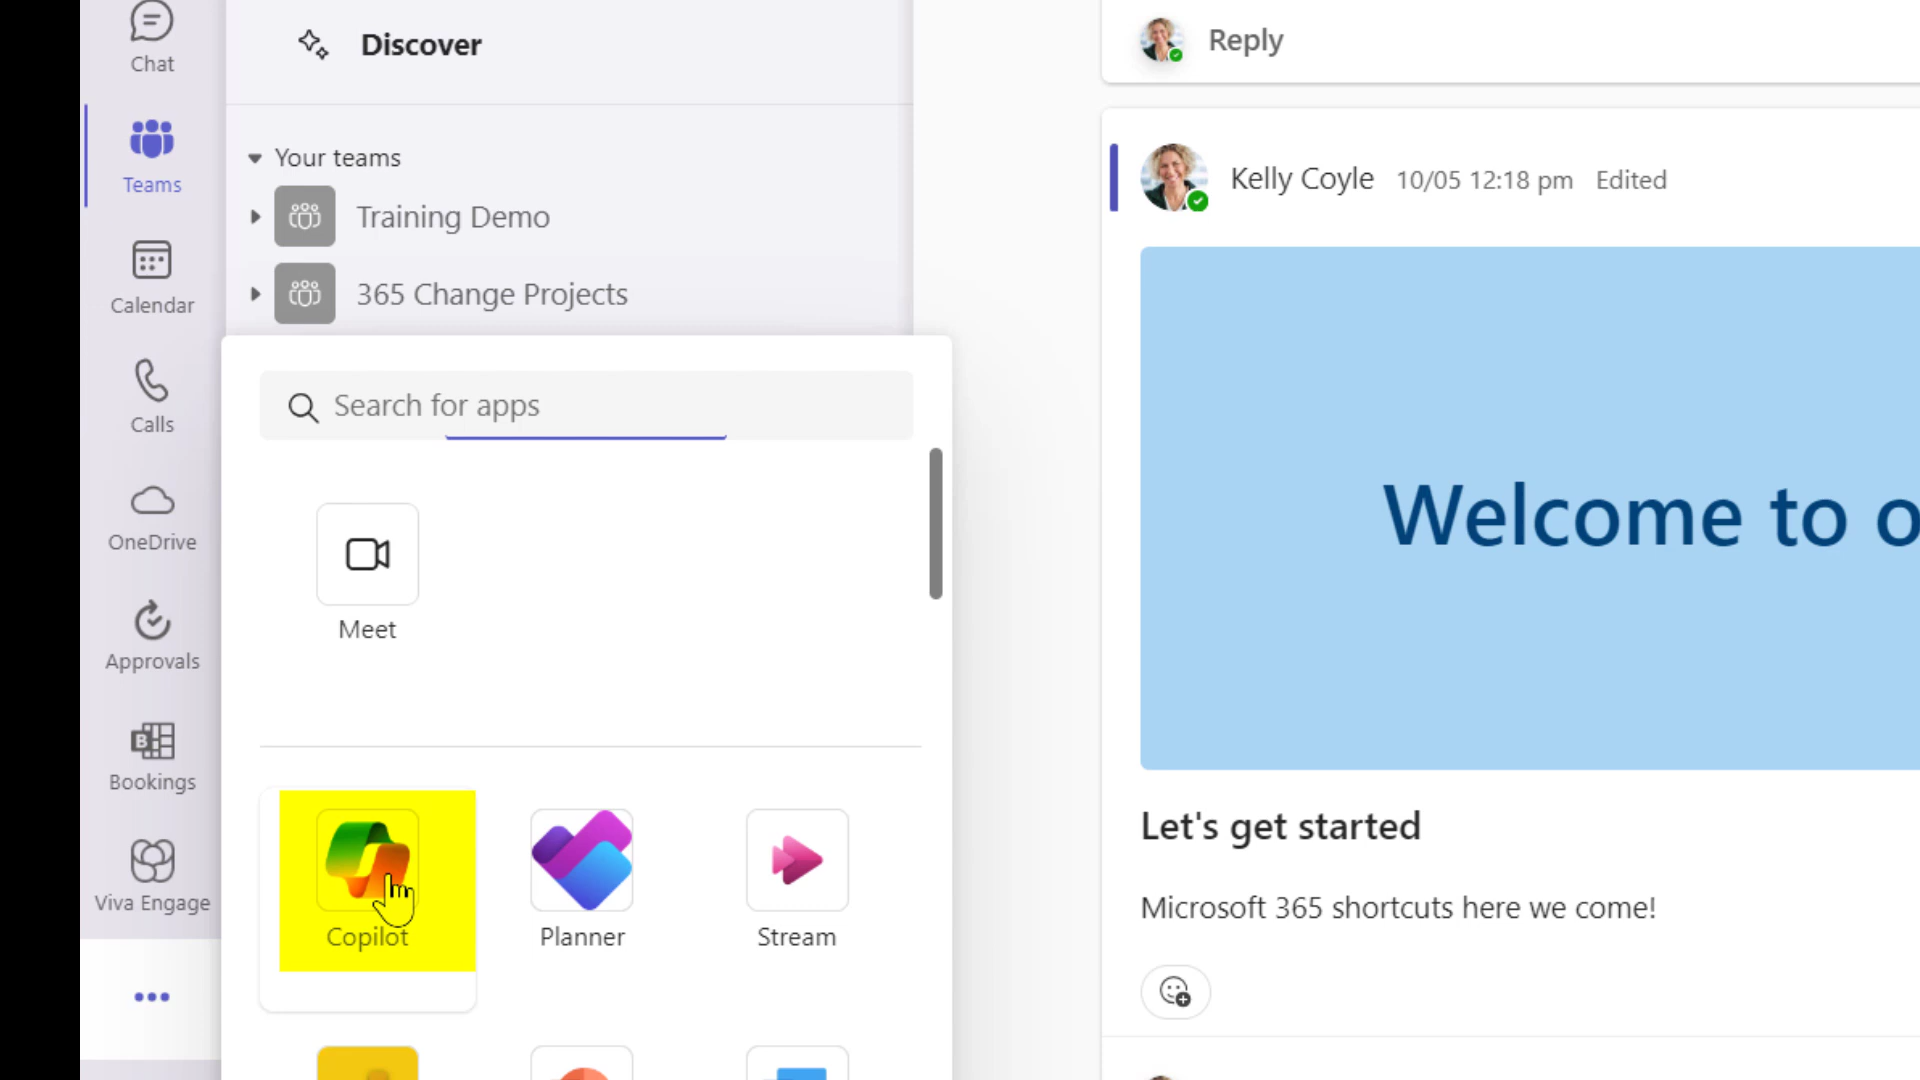 Chat
Teams
Calendar
Calls
OneDrive
Approvals
Bookings
Viva Engage
Discover
Your teams
Training Demo
365 Change Projects
Search for apps
Meet
Copilot
Planner
Stream
Reply
Kelly Coyle 10/05 12:18 pm Edited
Welcome to o
Let's get started
Microsoft 365 shortcuts here we come!